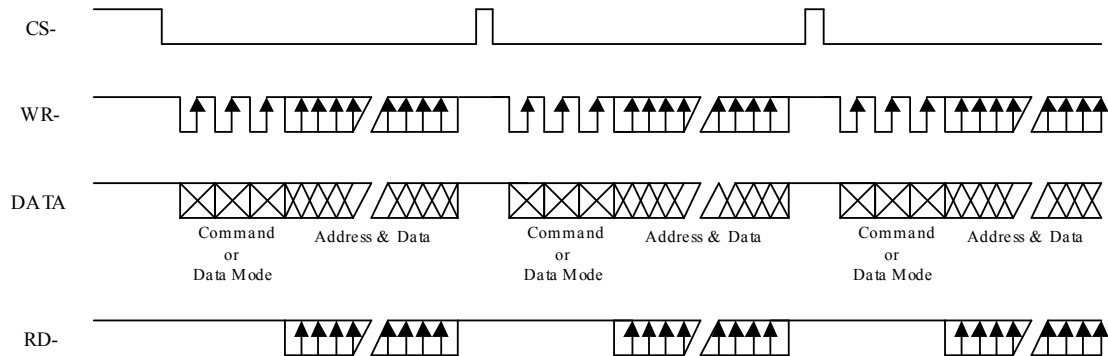 CS-
WR-
DATA
Command
or
Data Mode
Address & Data
Command
or
Data Mode
Address & Data
Command
or
Data Mode
Address & Data
RD-